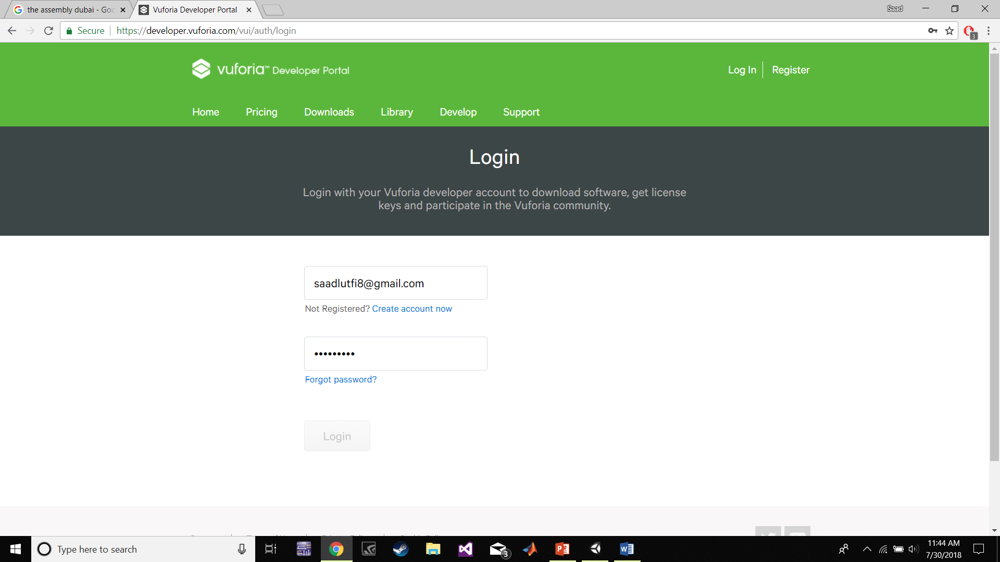 the assembly dubai - Goo
Vuforia Developer Portal
Saad
Secure
https://developer.vuforia.com/vui/auth/login
3
vuforia™ Developer Portal
Log In
Register
Home
Pricing
Downloads
Library
Develop
Support
Login
Login with your Vuforia developer account to download software, get license
keys and participate in the Vuforia community.
saadlutfi8@gmail.com
Not Registered? Create account now
•••••••••
Forgot password?
Login
Type here to search
3
11:44 AM
7/30/2018